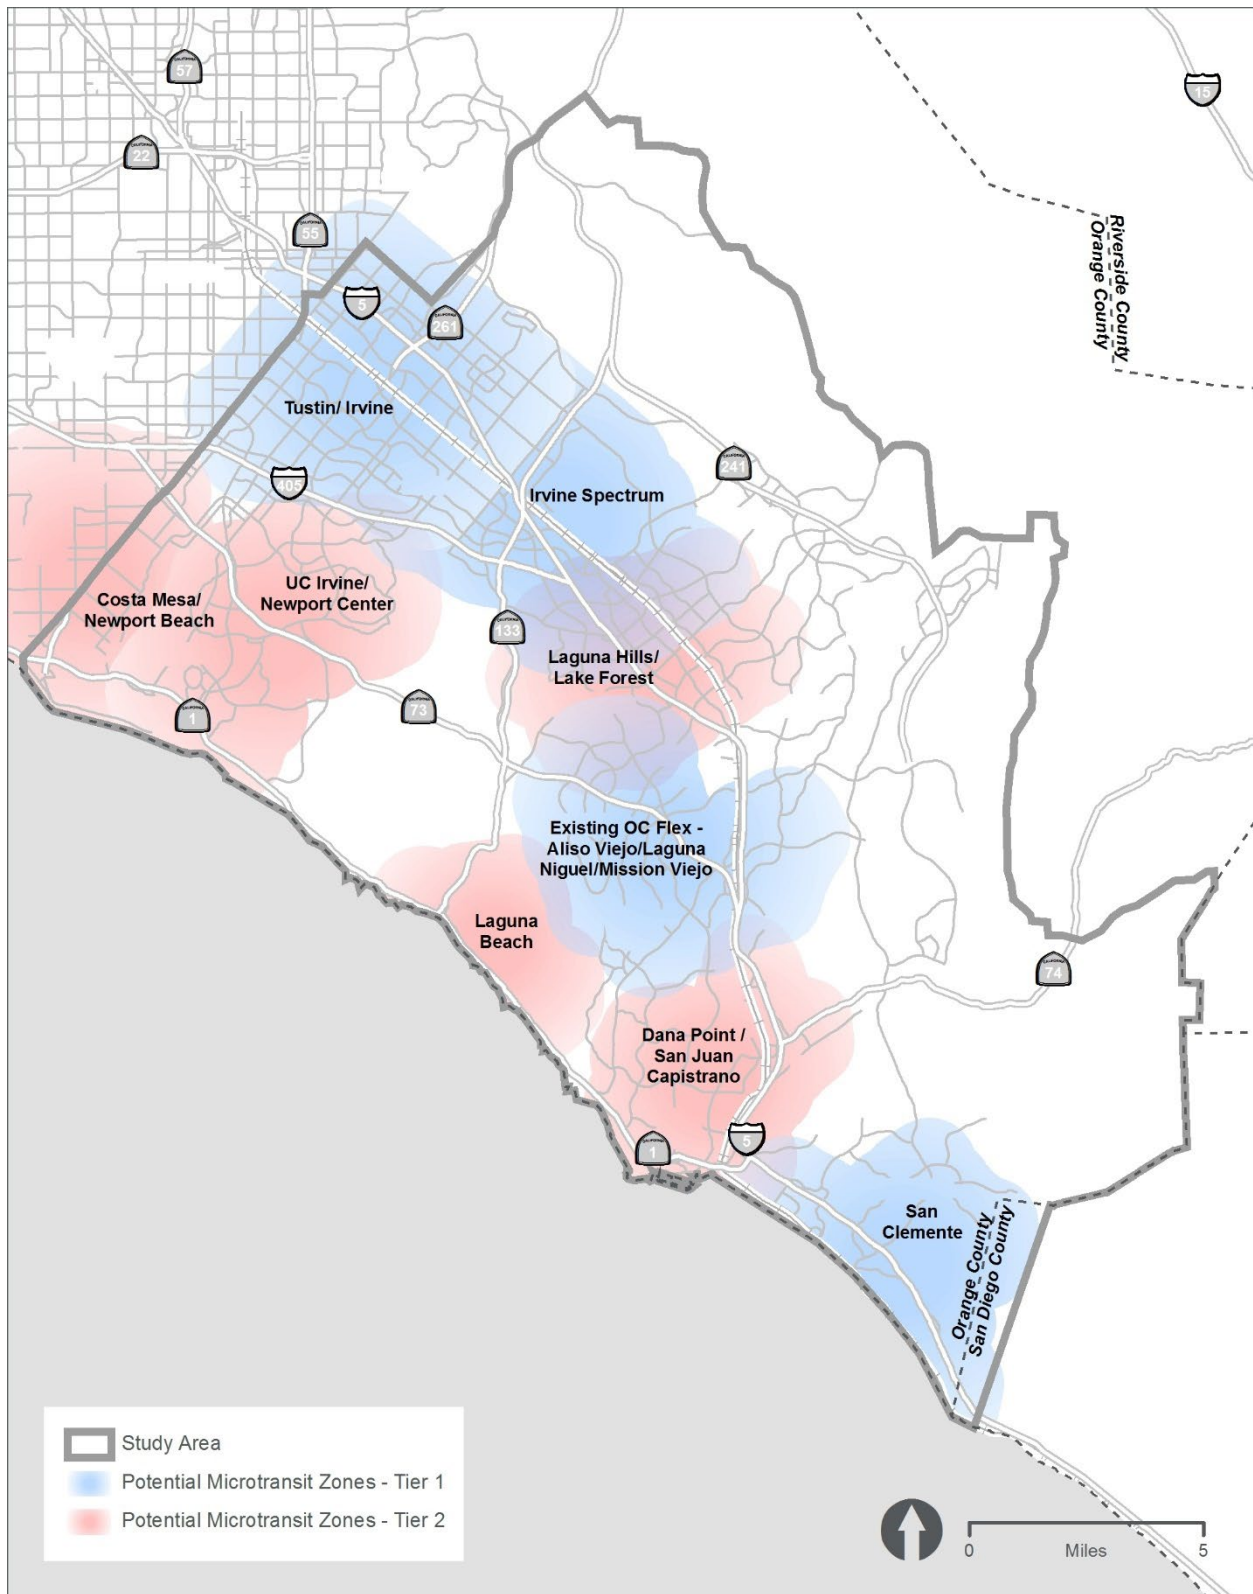 57
15
22
55
Riverside County
Orange County
5
261
Tustin/ Irvine
241
405
Irvine Spectrum
UC Irvine/
Newport Center
Costa Mesa/
Newport Beach
133
Laguna Hills/
Lake Forest
1
73
Existing OC Flex -
Aliso Viejo/Laguna
Niguel/Mission Viejo
Laguna
Beach
74
Dana Point /
San Juan
Capistrano
1
5
San
Clemente
Orange County
San Diego County
Study Area
Potential Microtransit Zones - Tier 1
Potential Microtransit Zones - Tier 2
0 Miles 5